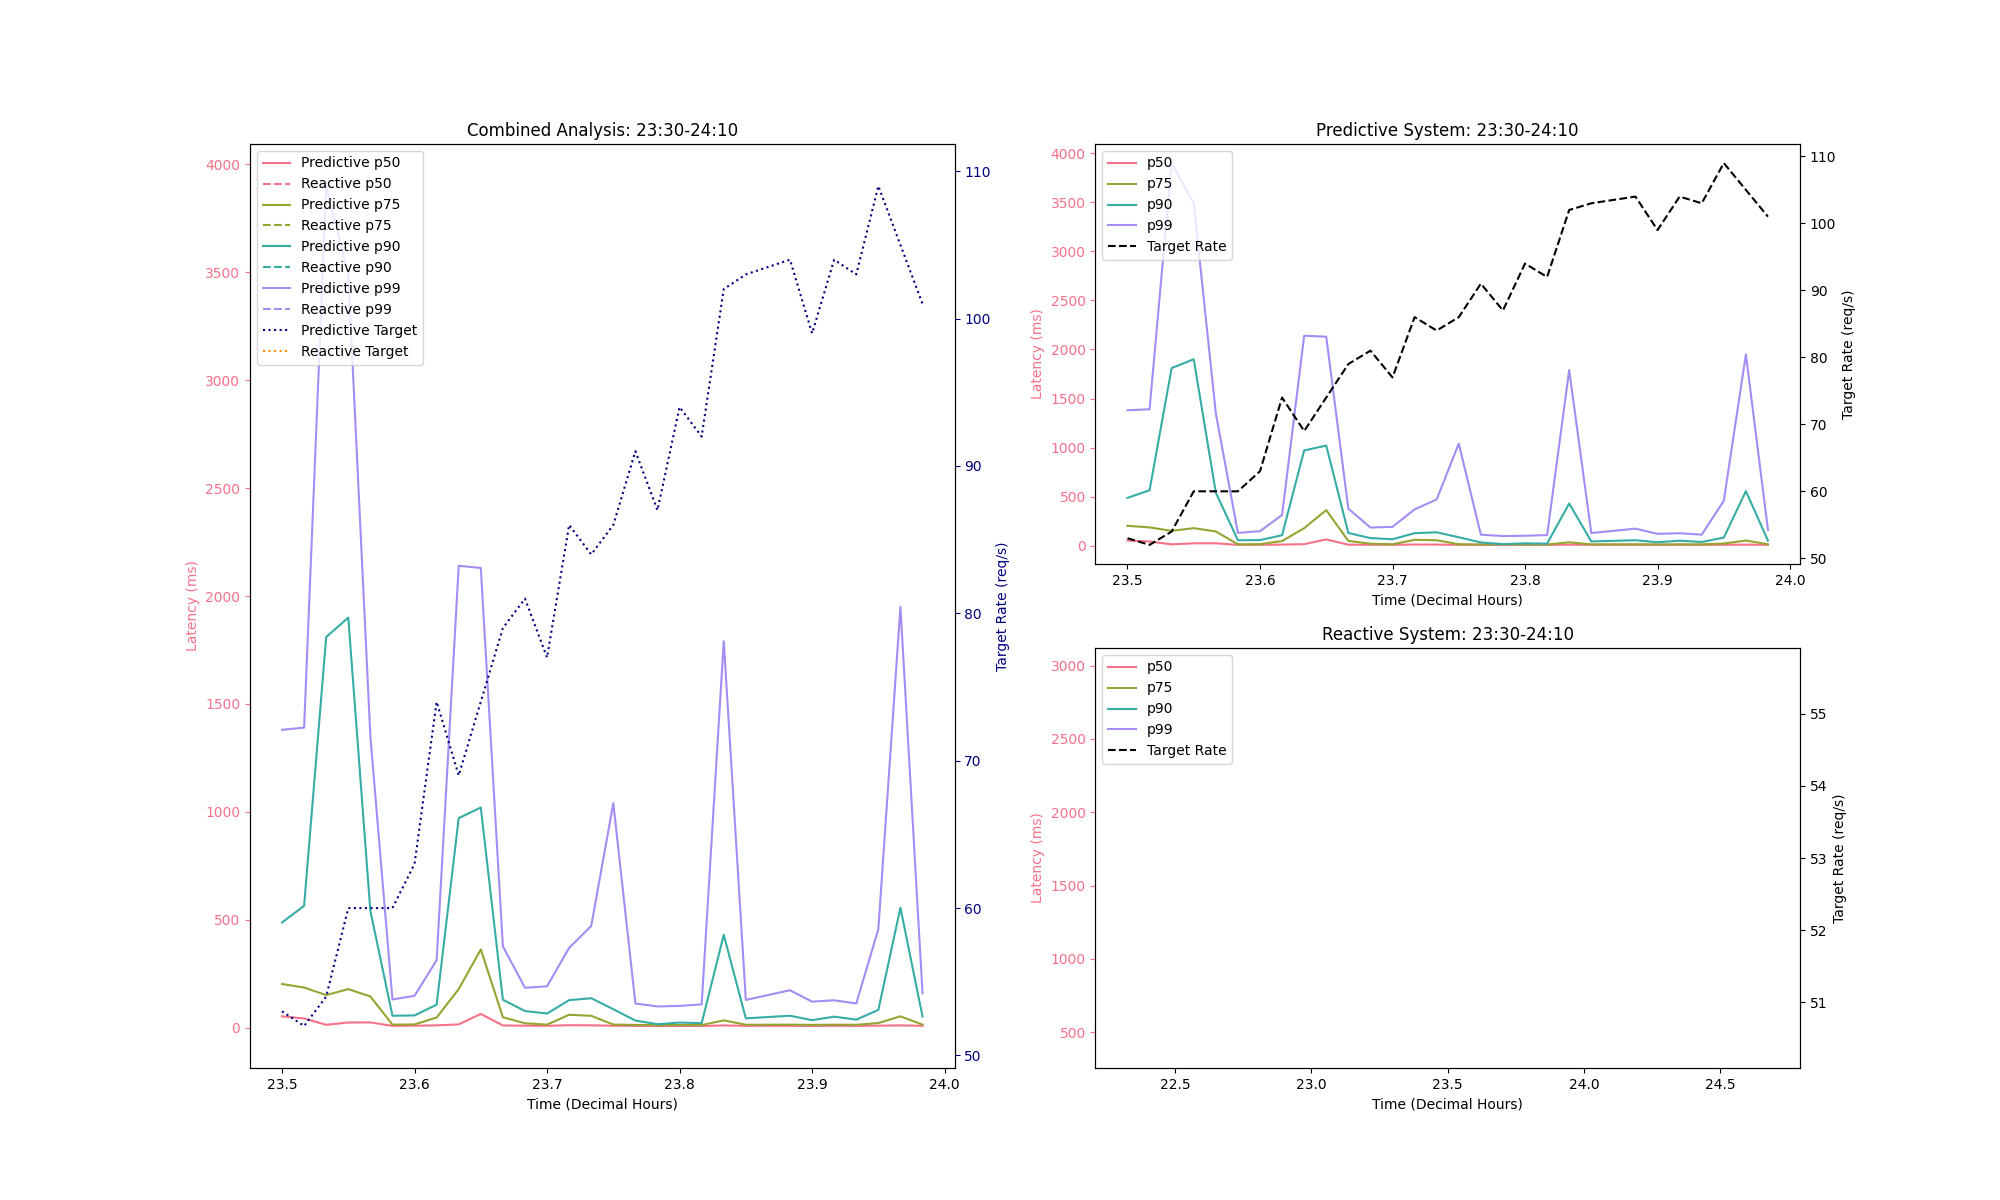 Combined Analysis: 23:30-24:10
Predictive p50
Reactive p50
Predictive p75
Reactive p75
Predictive p90
Reactive p90
Predictive p99
Reactive p99
Predictive Target
Reactive Target
4000
3500
3000
2500
2000
1500
1000
500
0
Latency (ms)
110
100
90
80
70
60
50
Target Rate (req/s)
23.5 23.6 23.7 23.8 23.9 24.0
Time (Decimal Hours)
Predictive System: 23:30-24:10
p50
p75
p90
p99
Target Rate
4000
3500
3000
2500
2000
1500
1000
500
0
Latency (ms)
110
100
90
80
70
60
50
Target Rate (req/s)
23.5 23.6 23.7 23.8 23.9 24.0
Time (Decimal Hours)
Reactive System: 23:30-24:10
p50
p75
p90
p99
Target Rate
3000
2500
2000
1500
1000
500
Latency (ms)
55
54
53
52
51
Target Rate (req/s)
22.5 23.0 23.5 24.0 24.5
Time (Decimal Hours)